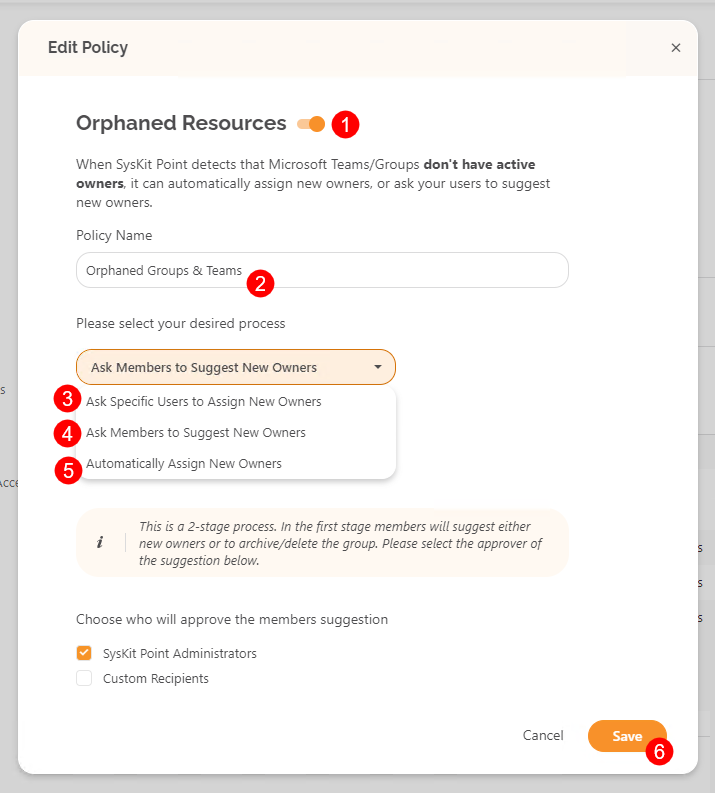 Edit Policy ×
Orphaned Resources 1
When SysKit Point detects that Microsoft Teams/Groups don't have active
owners, it can automatically assign new owners, or ask your users to suggest
new owners.
Policy Name
Orphaned Groups & Teams
2
Please select your desired process
Ask Members to Suggest New Owners
3 Ask Specific Users to Assign New Owners
s
4 Ask Members to Suggest New Owners
5 Automatically Assign New Owners
Acce
i
This is a 2-stage process. In the first stage members will suggest either
new owners or to archive/delete the group. Please select the approver of
the suggestion below.
s
s
s
Choose who will approve the members suggestion
SysKit Point Administrators
Custom Recipients
Cancel Save
6